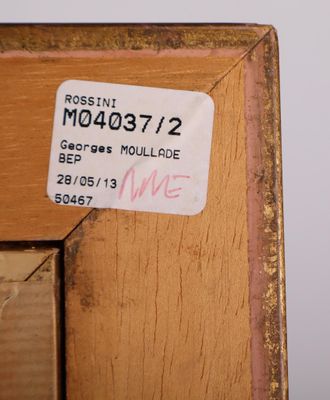 ROSSINI
M04037/2
Georges MOULLADE
BEP
28/05/13
50467